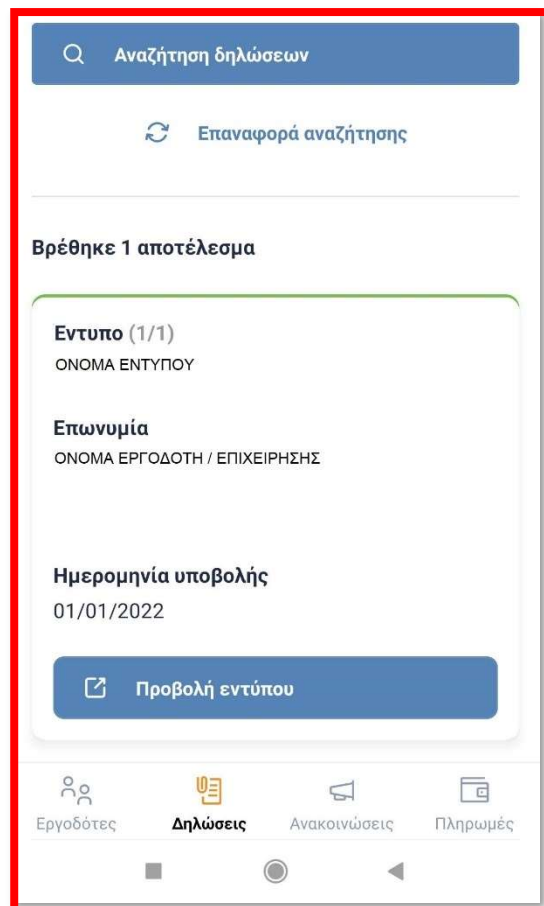 Αναζήτηση δηλώσεων
Επαναφορά αναζήτησης
Βρέθηκε 1 αποτέλεσμα
Εντυπο (1/1)
ΟΝΟΜΑ ΕΝΤΥΠΟΥ
Επωνυμία
ΟΝΟΜΑ ΕΡΓΟΔΟΤΗ / ΕΠΙΧΕΙΡΗΣΗΣ
Ημερομηνία υποβολής
01/01/2022
Προβολή εντύπου
Εργοδότες Δηλώσεις Ανακοινώσεις Πληρωμές